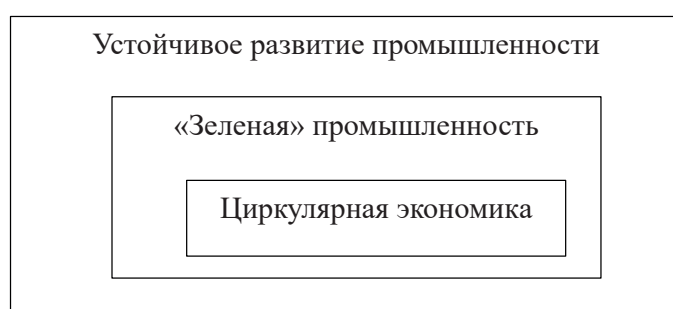 Устойчивое развитие промышленности
«Зеленая» промышленность
Циркулярная экономика